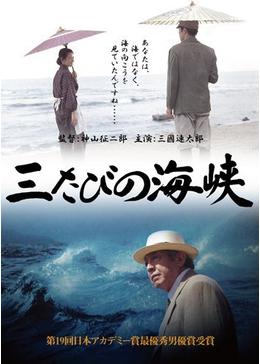 あなたは、
海ではなく、
海の向こうを
見ていたんですね……
監督:神山征二郎 主演:三國連太郎
三たびの海峡
第19回日本アカデミー賞最優秀男優賞受賞